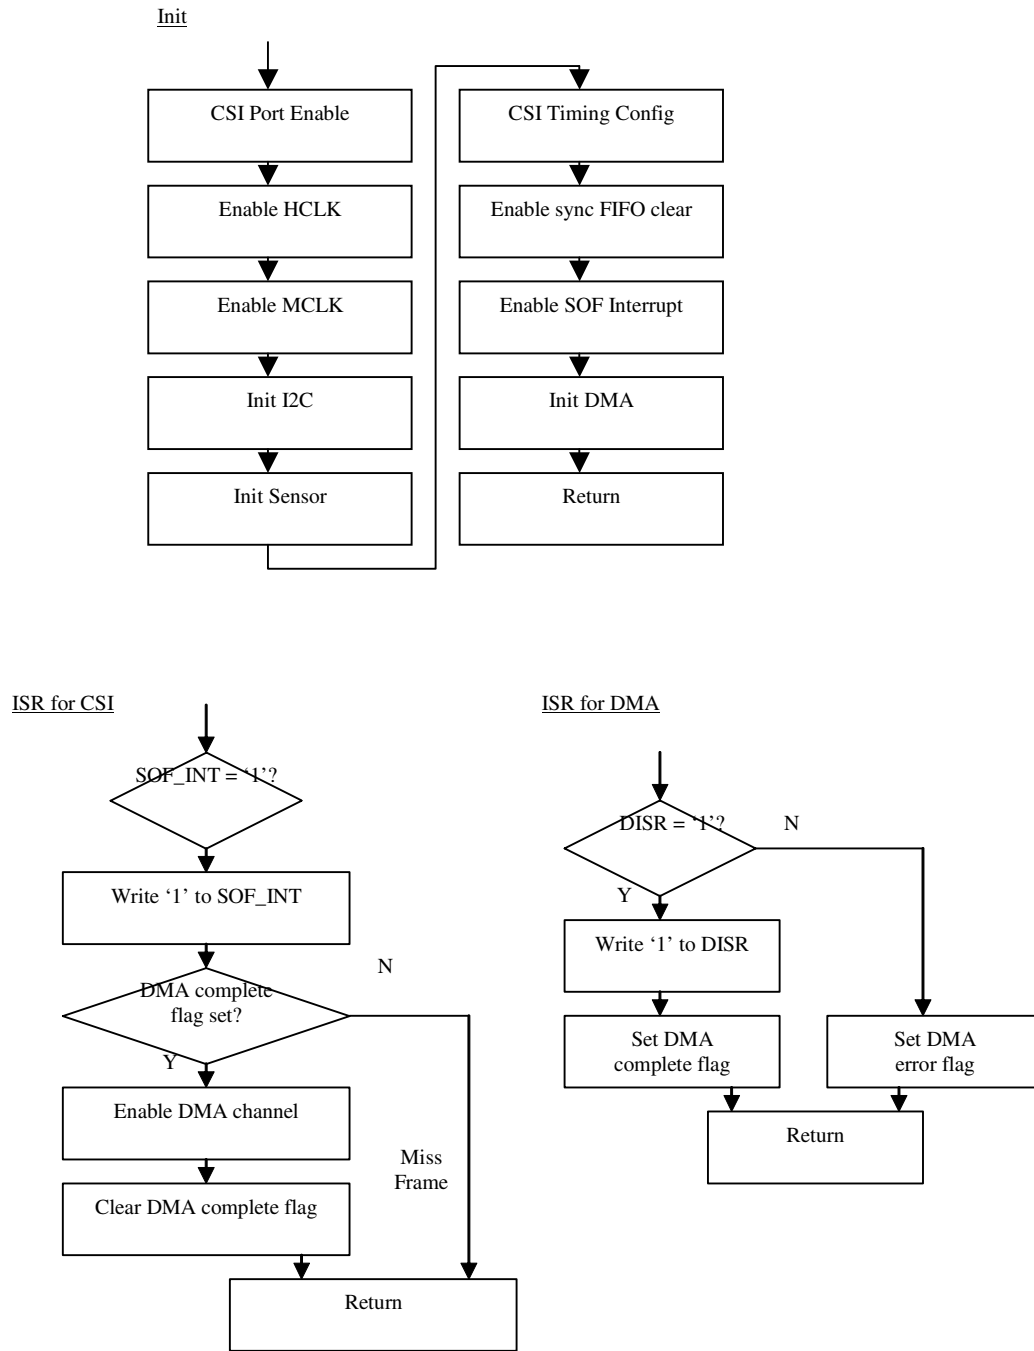 Init
CSI Port Enable
Enable HCLK
Enable MCLK
Init I2C
Init Sensor
CSI Timing Config
Enable sync FIFO clear
Enable SOF Interrupt
Init DMA
Return
ISR for CSI
SOF_INT = ‘1’?
Write ‘1’ to SOF_INT
DMA complete
flag set?
N
Y
Enable DMA channel
Miss
Frame
Clear DMA complete flag
Return
ISR for DMA
DISR = ‘1’?
N
Y
Write ‘1’ to DISR
Set DMA
complete flag
Set DMA
error flag
Return